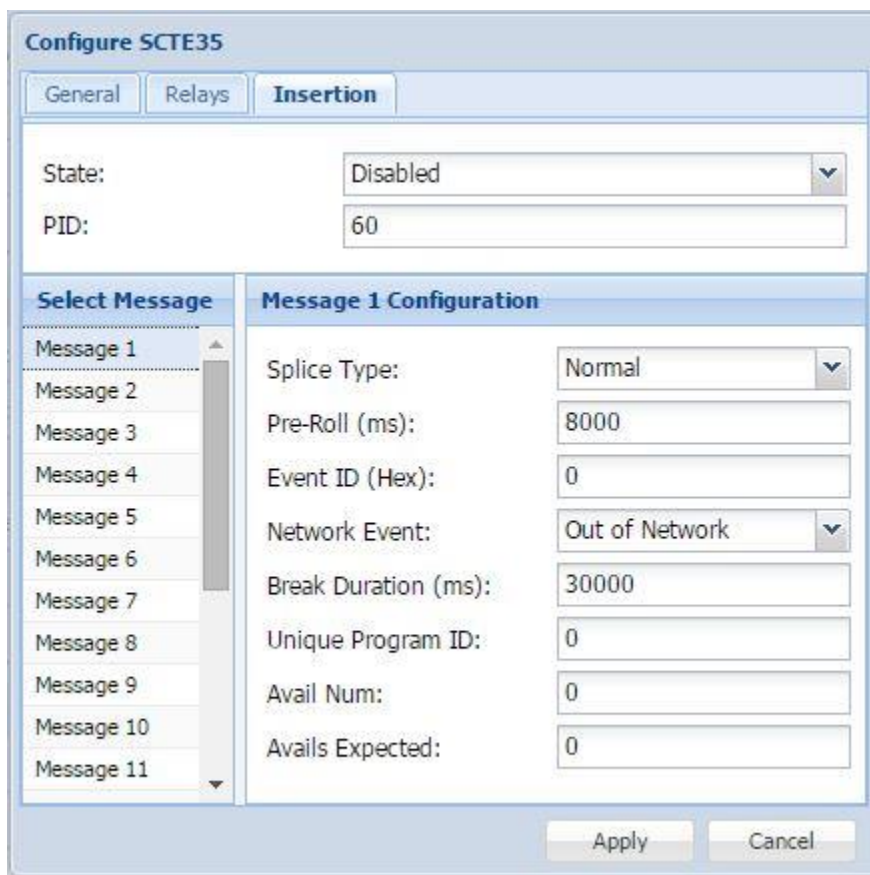 Configure SCTE35
General Relays Insertion
State: Disabled
PID: 60
Select Message
Message 1
Message 2
Message 3
Message 4
Message 5
Message 6
Message 7
Message 8
Message 9
Message 10
Message 11
Message 1 Configuration
Splice Type: Normal
Pre-Roll (ms): 8000
Event ID (Hex): 0
Network Event: Out of Network
Break Duration (ms): 30000
Unique Program ID: 0
Avail Num: 0
Avails Expected: 0
Apply Cancel